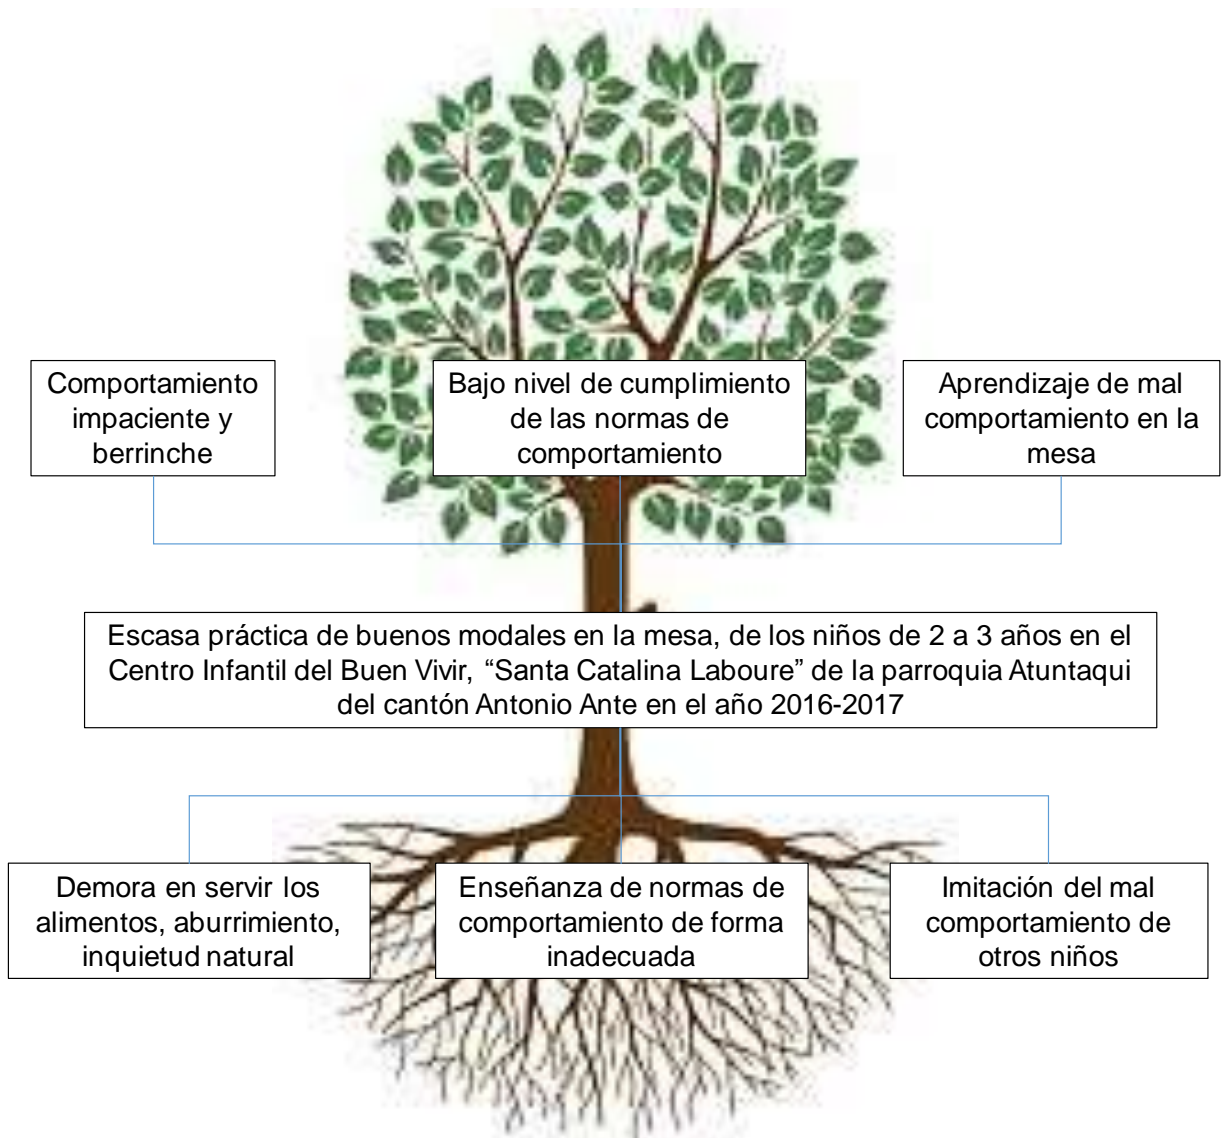 Comportamiento
impaciente y
berrinche
Bajo nivel de cumplimiento
de las normas de
comportamiento
Aprendizaje de mal
comportamiento en la
mesa
Escasa práctica de buenos modales en la mesa, de los niños de 2 a 3 años en el
Centro Infantil del Buen Vivir, “Santa Catalina Laboure” de la parroquia Atuntaqui
del cantón Antonio Ante en el año 2016-2017
Demora en servir los
alimentos, aburrimiento,
inquietud natural
Enseñanza de normas de
comportamiento de forma
inadecuada
Imitación del mal
comportamiento de
otros niños